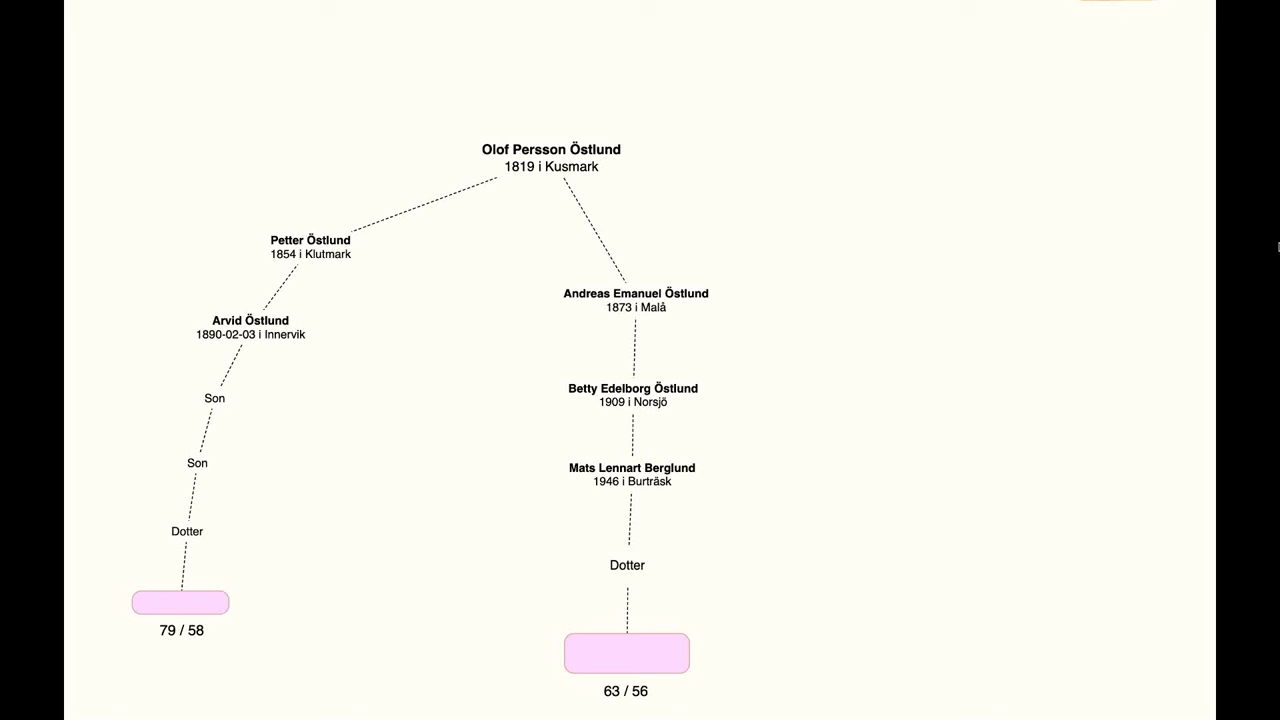 Olof Persson Östlund
1819 i Kusmark
Petter Östlund
1854 i Klutmark
Andreas Emanuel Östlund
1873 i Malå
Arvid Östlund
1890-02-03 i Innervik
Betty Edelborg Östlund
1909 i Norsjö
Son
Son
Mats Lennart Berglund
1946 i Burträsk
Dotter
Dotter
79 / 58
63 / 56